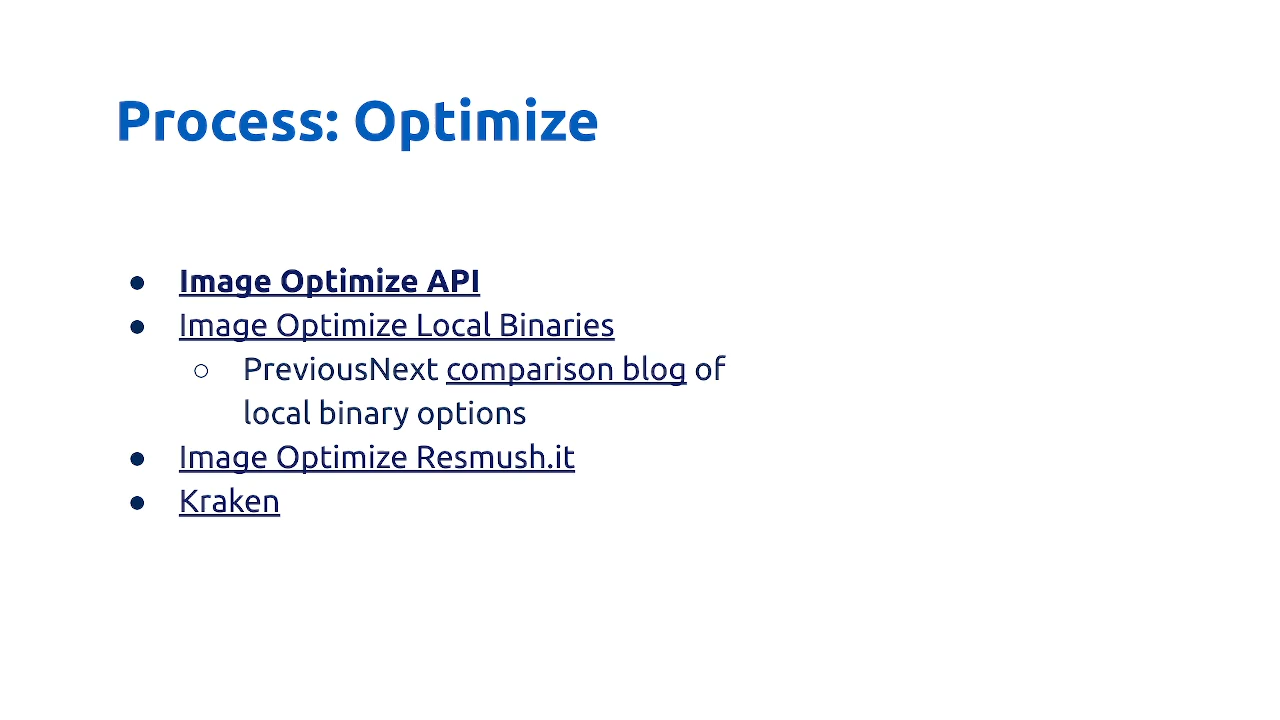 Process: Optimize
● Image Optimize API
● Image Optimize Local Binaries
○ PreviousNext comparison blog of
local binary options
● Image Optimize Resmush.it
● Kraken